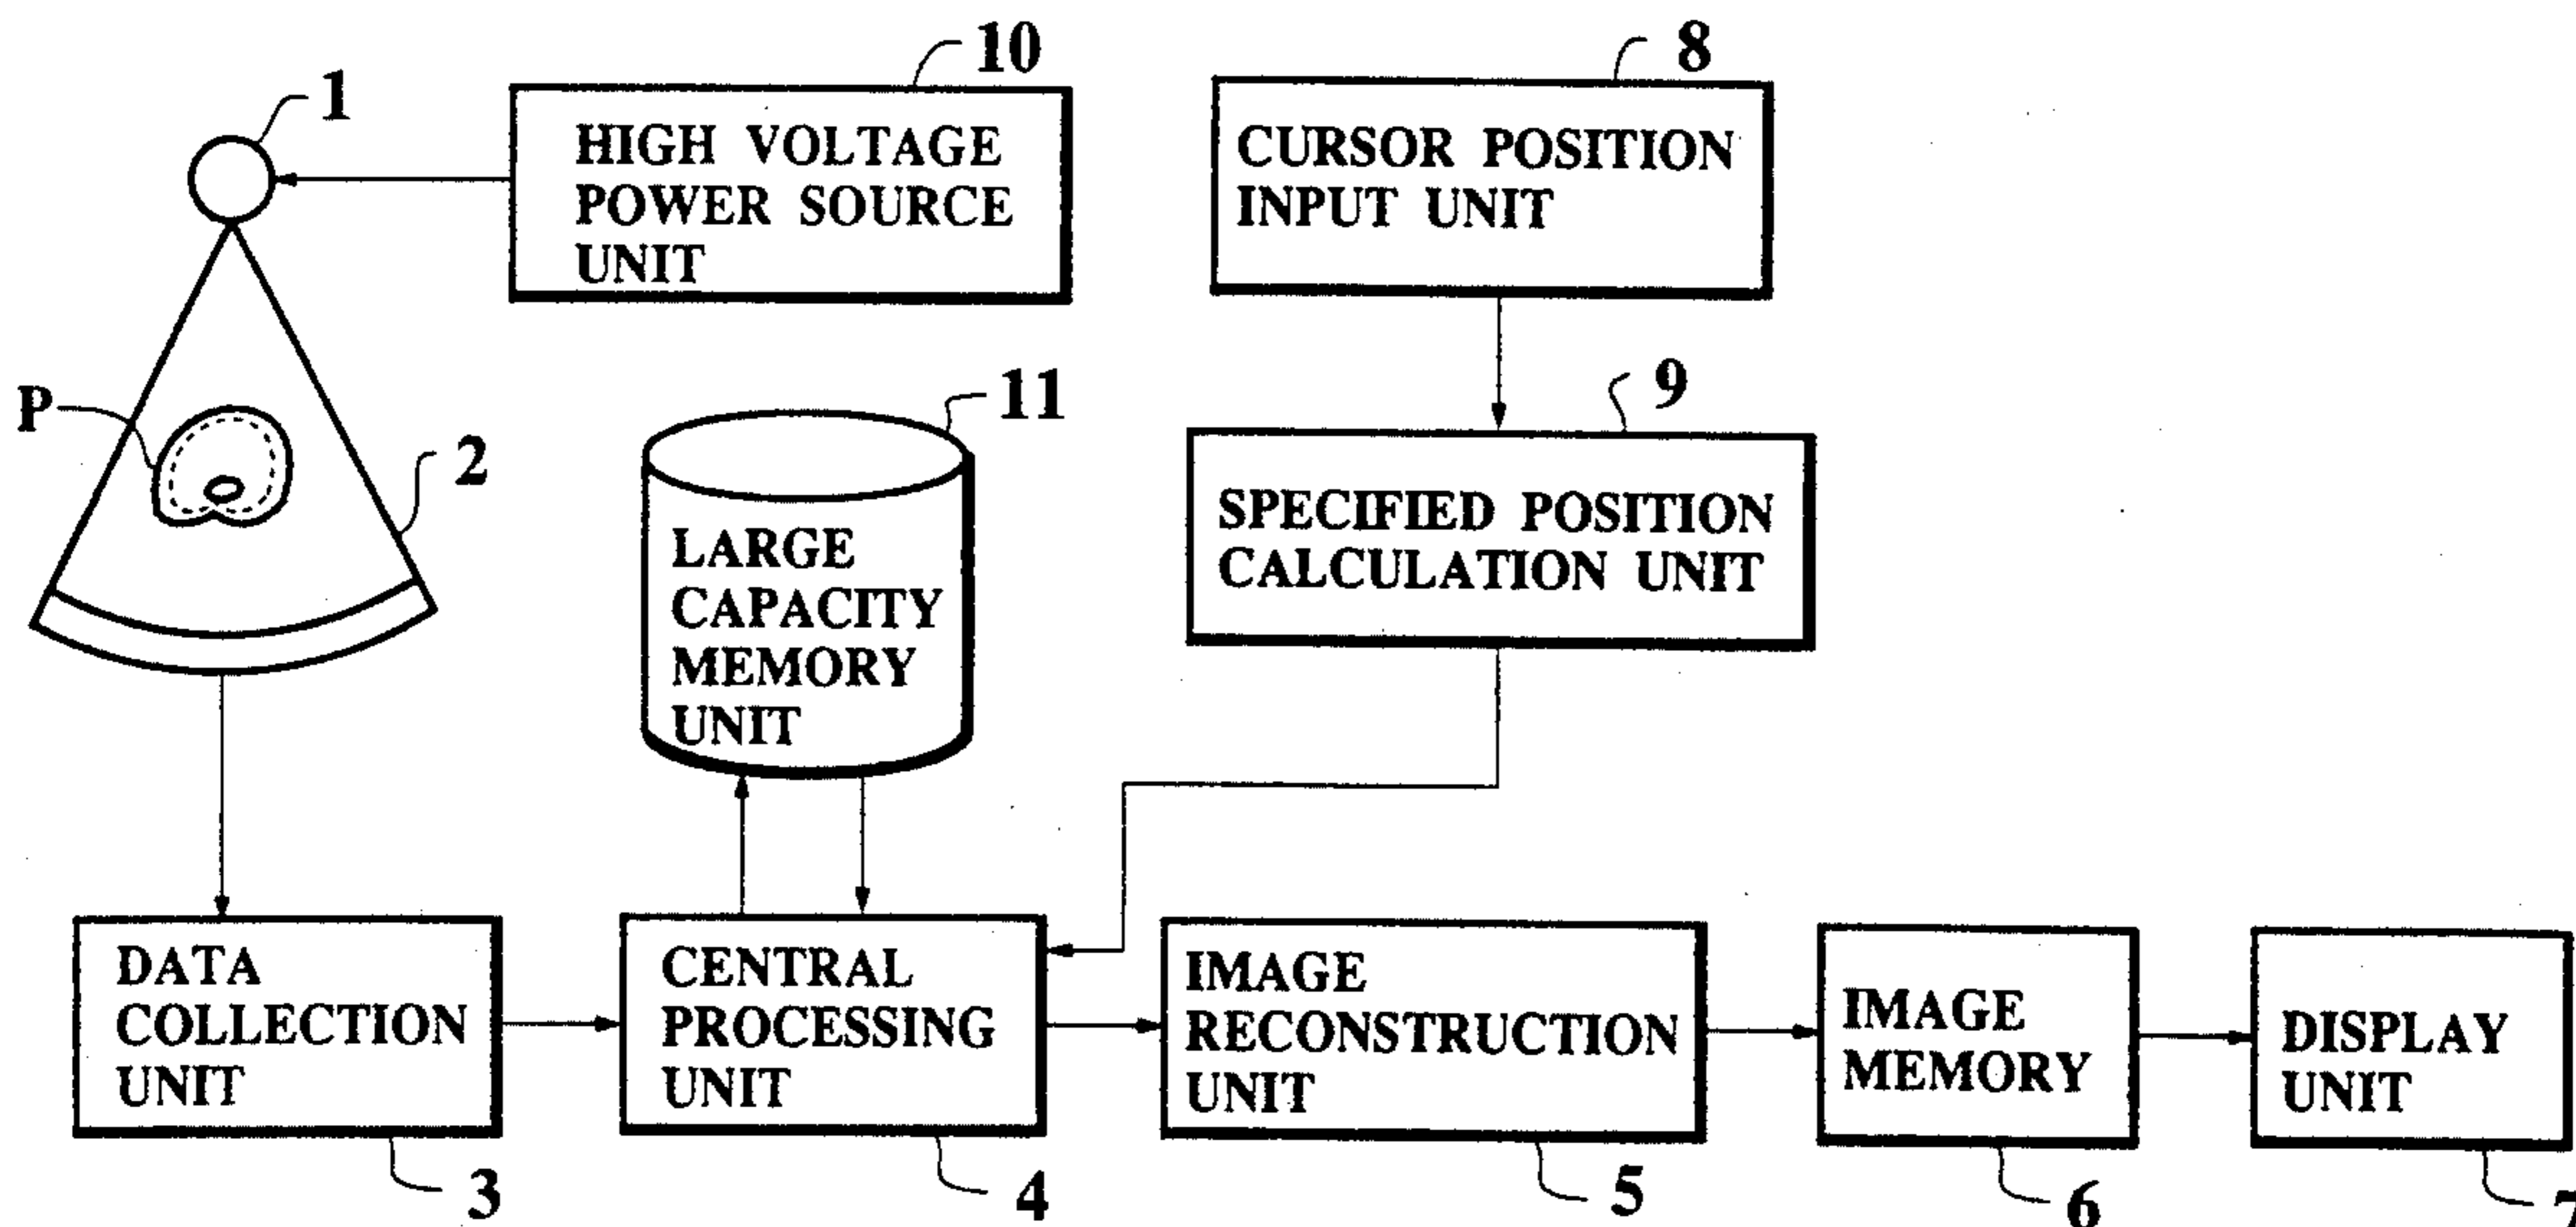 10
HIGH VOLTAGE
POWER SOURCE
UNIT
1
8
CURSOR POSITION
INPUT UNIT
P
2
11
LARGE
CAPACITY
MEMORY
UNIT
9
SPECIFIED POSITION
CALCULATION UNIT
DATA
COLLECTION
UNIT
3
CENTRAL
PROCESSING
UNIT
4
IMAGE
RECONSTRUCTION
UNIT
5
IMAGE
MEMORY
6
DISPLAY
UNIT
7